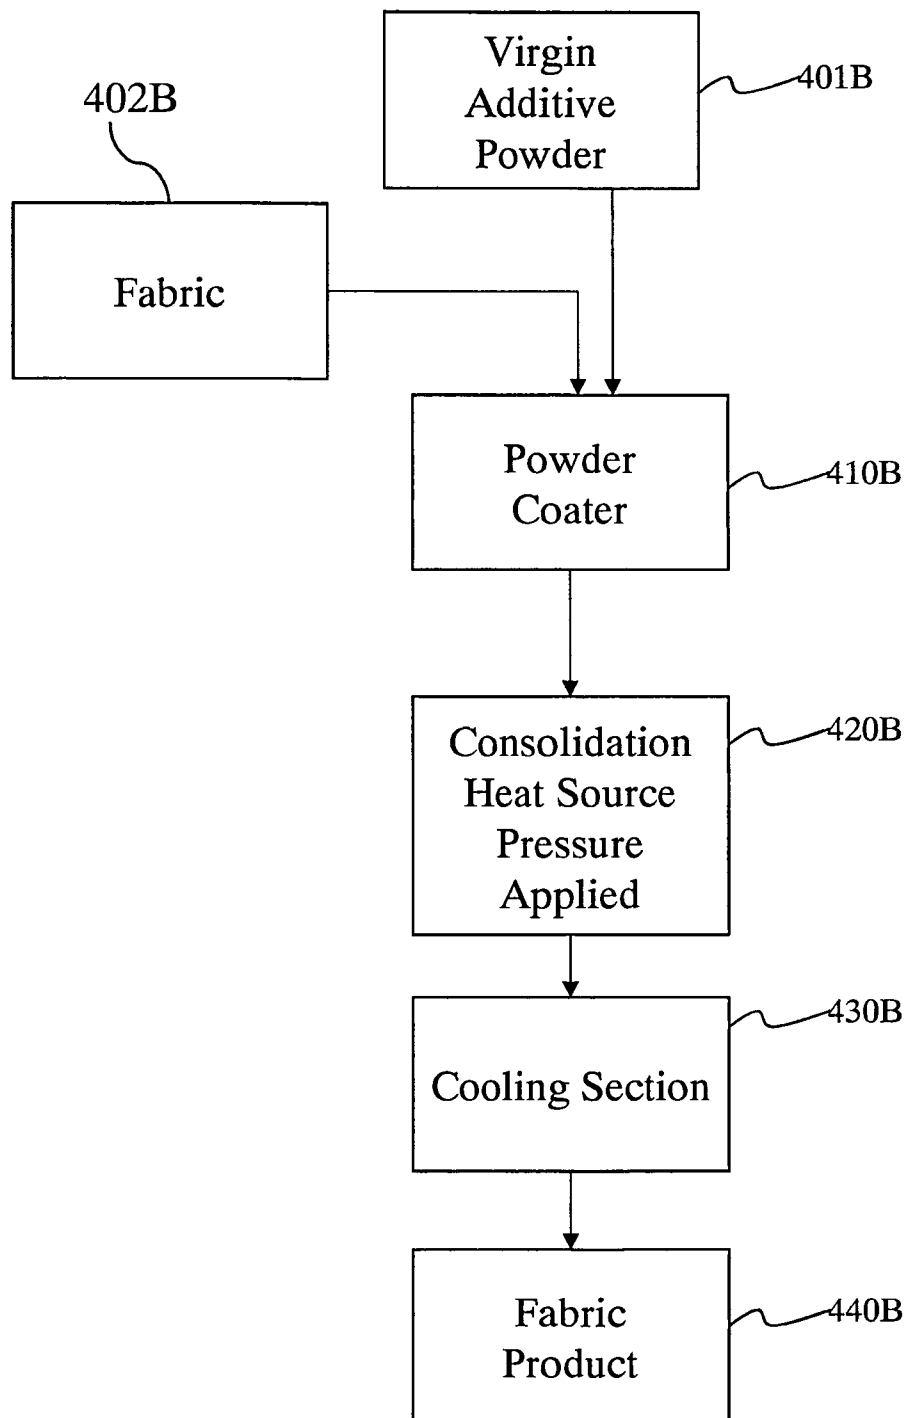 Virgin
Additive
Powder
401B
402B
Fabric
Powder
Coater
410B
Consolidation
Heat Source
Pressure
Applied
420B
Cooling Section
430B
Fabric
Product
440B